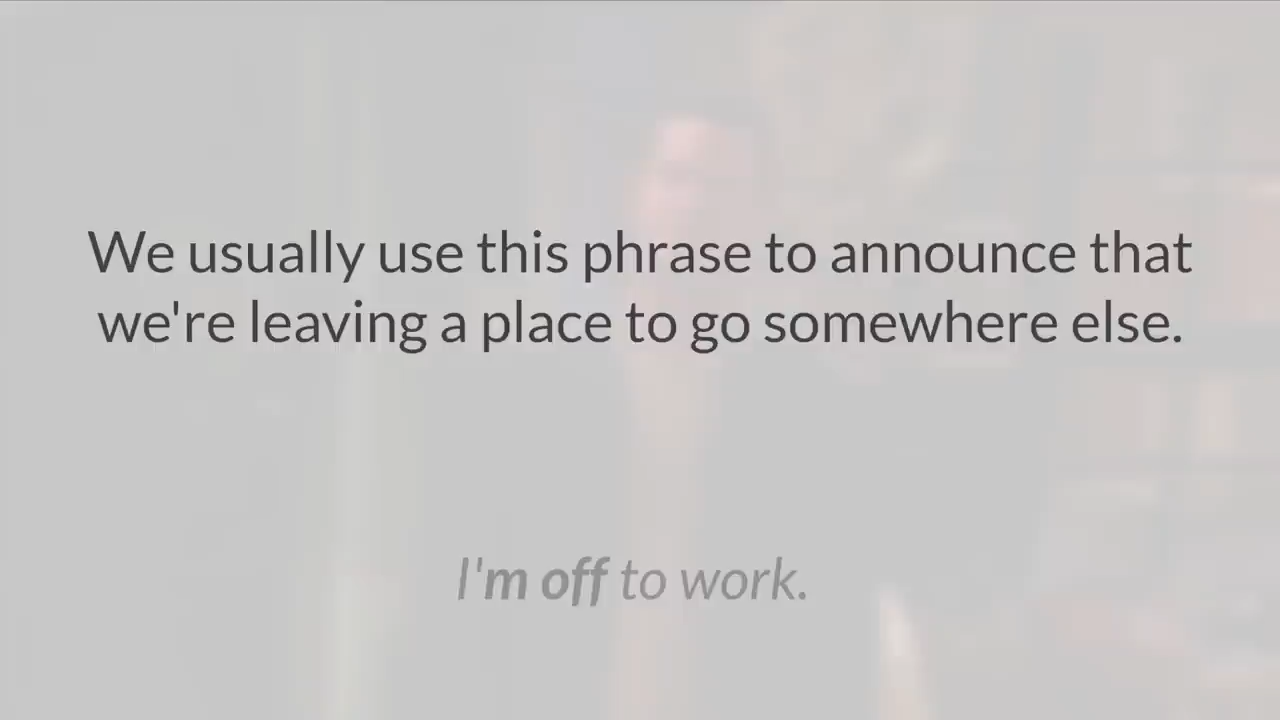 We usually use this phrase to announce that
we're leaving a place to go somewhere else.
I'm off to work.